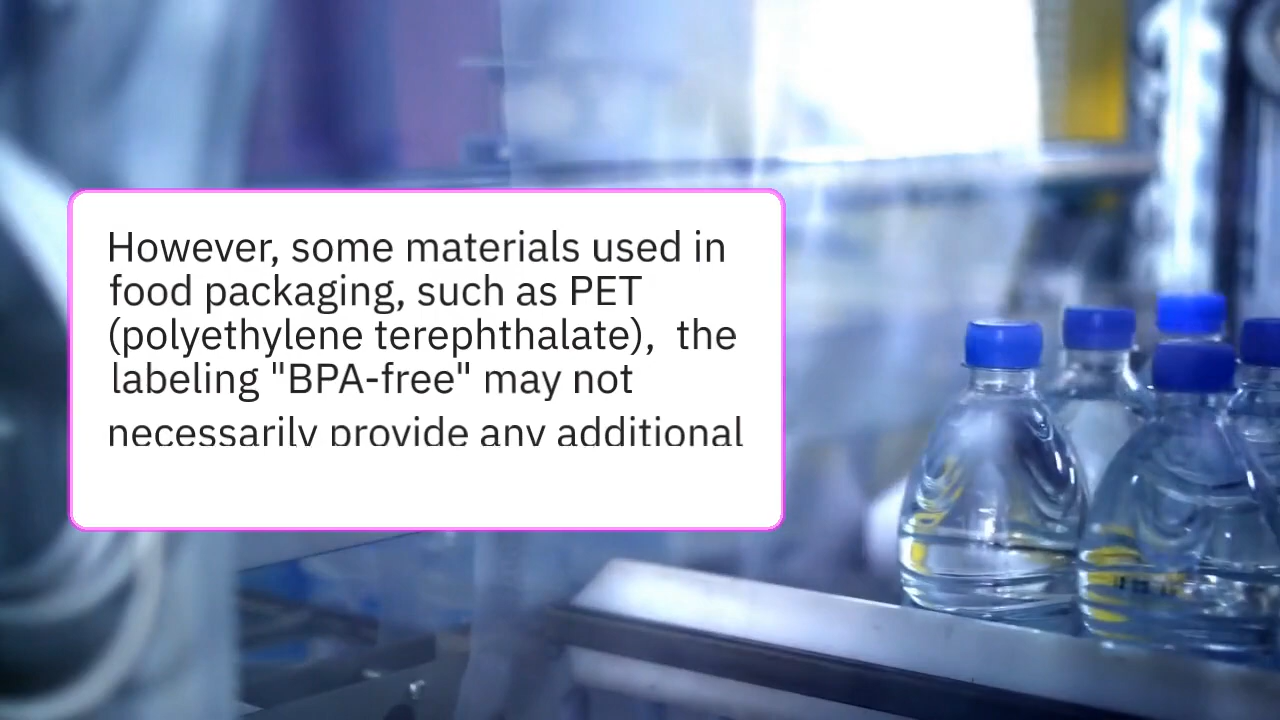 However, some materials used in
food packaging, such as PET
(polyethylene terephthalate),  the
labeling "BPA-free" may not
necessarily provide any additional